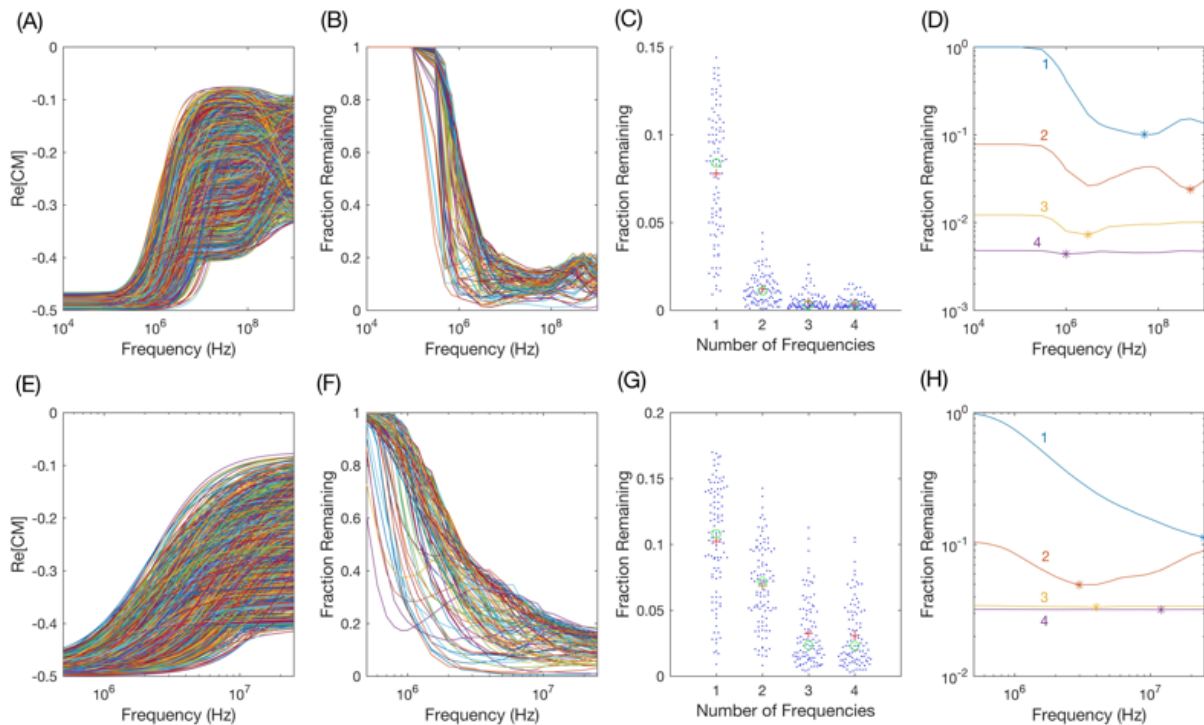 (A)
Re[CM]
0
-0.1
-0.2
-0.3
-0.4
-0.5
10^4
10^6
10^8
Frequency (Hz)
(B)
Fraction Remaining
1
0.8
0.6
0.4
0.2
0
10^4
10^6
10^8
Frequency (Hz)
(C)
Fraction Remaining
0.15
0.1
0.05
0
1 2 3 4
Number of Frequencies
(D)
Fraction Remaining
10^0
10^-1
10^-2
10^-3
1
2
3
4
10^4
10^6
10^8
Frequency (Hz)
(E)
Re[CM]
0
-0.1
-0.2
-0.3
-0.4
-0.5
10^6
10^7
Frequency (Hz)
(F)
Fraction Remaining
1
0.8
0.6
0.4
0.2
0
10^6
10^7
Frequency (Hz)
(G)
Fraction Remaining
0.2
0.15
0.1
0.05
0
1 2 3 4
Number of Frequencies
(H)
Fraction Remaining
10^0
10^-1
10^-2
1
2
3
4
10^6
10^7
Frequency (Hz)